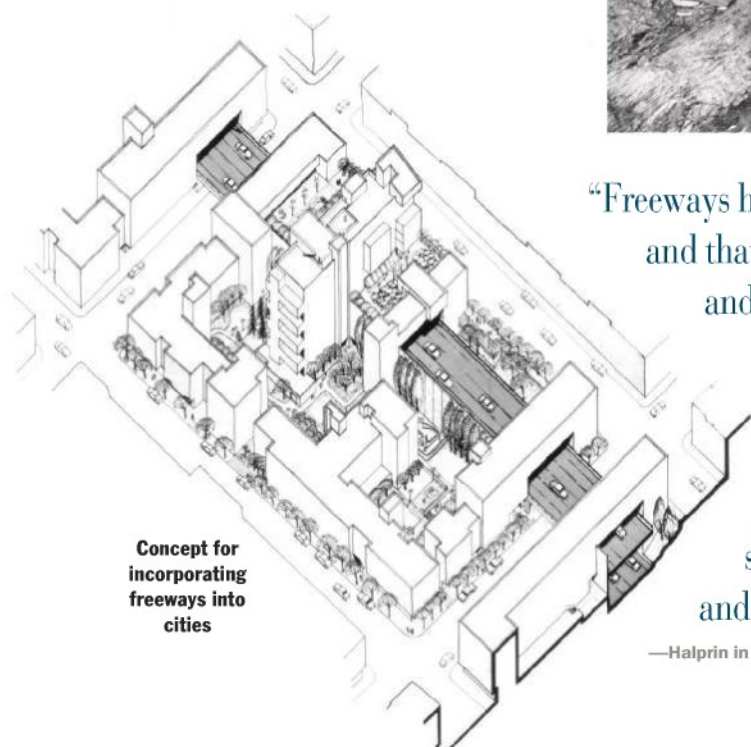 “Freeways h
and tha
and
s
and
—Halprin in
Concept for
incorporating
freeways into
cities